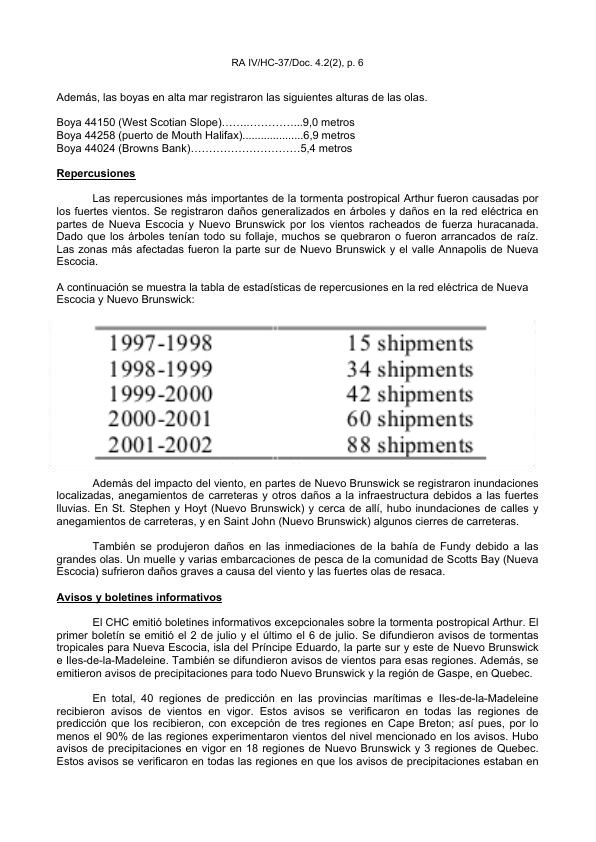 RA IV/HC-37/Doc. 4.2(2), p. 6
Además, las boyas en alta mar registraron las siguientes alturas de las olas.
Boya 44150 (West Scotian Slope)……..…………...9,0 metros
Boya 44258 (puerto de Mouth Halifax)....................6,9 metros
Boya 44024 (Browns Bank)…………………………5,4 metros
Repercusiones
Las repercusiones más importantes de la tormenta postropical Arthur fueron causadas por
los fuertes vientos. Se registraron daños generalizados en árboles y daños en la red eléctrica en
partes de Nueva Escocia y Nuevo Brunswick por los vientos racheados de fuerza huracanada.
Dado que los árboles tenían todo su follaje, muchos se quebraron o fueron arrancados de raíz.
Las zonas más afectadas fueron la parte sur de Nuevo Brunswick y el valle Annapolis de Nueva
Escocia.
A continuación se muestra la tabla de estadísticas de repercusiones en la red eléctrica de Nueva
Escocia y Nuevo Brunswick:
1997-1998 15 shipments
1998-1999 34 shipments
1999-2000 42 shipments
2000-2001 60 shipments
2001-2002 88 shipments
Además del impacto del viento, en partes de Nuevo Brunswick se registraron inundaciones
localizadas, anegamientos de carreteras y otros daños a la infraestructura debidos a las fuertes
lluvias. En St. Stephen y Hoyt (Nuevo Brunswick) y cerca de allí, hubo inundaciones de calles y
anegamientos de carreteras, y en Saint John (Nuevo Brunswick) algunos cierres de carreteras.
También se produjeron daños en las inmediaciones de la bahía de Fundy debido a las
grandes olas. Un muelle y varias embarcaciones de pesca de la comunidad de Scotts Bay (Nueva
Escocia) sufrieron daños graves a causa del viento y las fuertes olas de resaca.
Avisos y boletines informativos
El CHC emitió boletines informativos excepcionales sobre la tormenta postropical Arthur. El
primer boletín se emitió el 2 de julio y el último el 6 de julio. Se difundieron avisos de tormentas
tropicales para Nueva Escocia, isla del Príncipe Eduardo, la parte sur y este de Nuevo Brunswick
e Iles-de-la-Madeleine. También se difundieron avisos de vientos para esas regiones. Además, se
emitieron avisos de precipitaciones para todo Nuevo Brunswick y la región de Gaspe, en Quebec.
En total, 40 regiones de predicción en las provincias marítimas e Iles-de-la-Madeleine
recibieron avisos de vientos en vigor. Estos avisos se verificaron en todas las regiones de
predicción que los recibieron, con excepción de tres regiones en Cape Breton; así pues, por lo
menos el 90% de las regiones experimentaron vientos del nivel mencionado en los avisos. Hubo
avisos de precipitaciones en vigor en 18 regiones de Nuevo Brunswick y 3 regiones de Quebec.
Estos avisos se verificaron en todas las regiones en que los avisos de precipitaciones estaban en